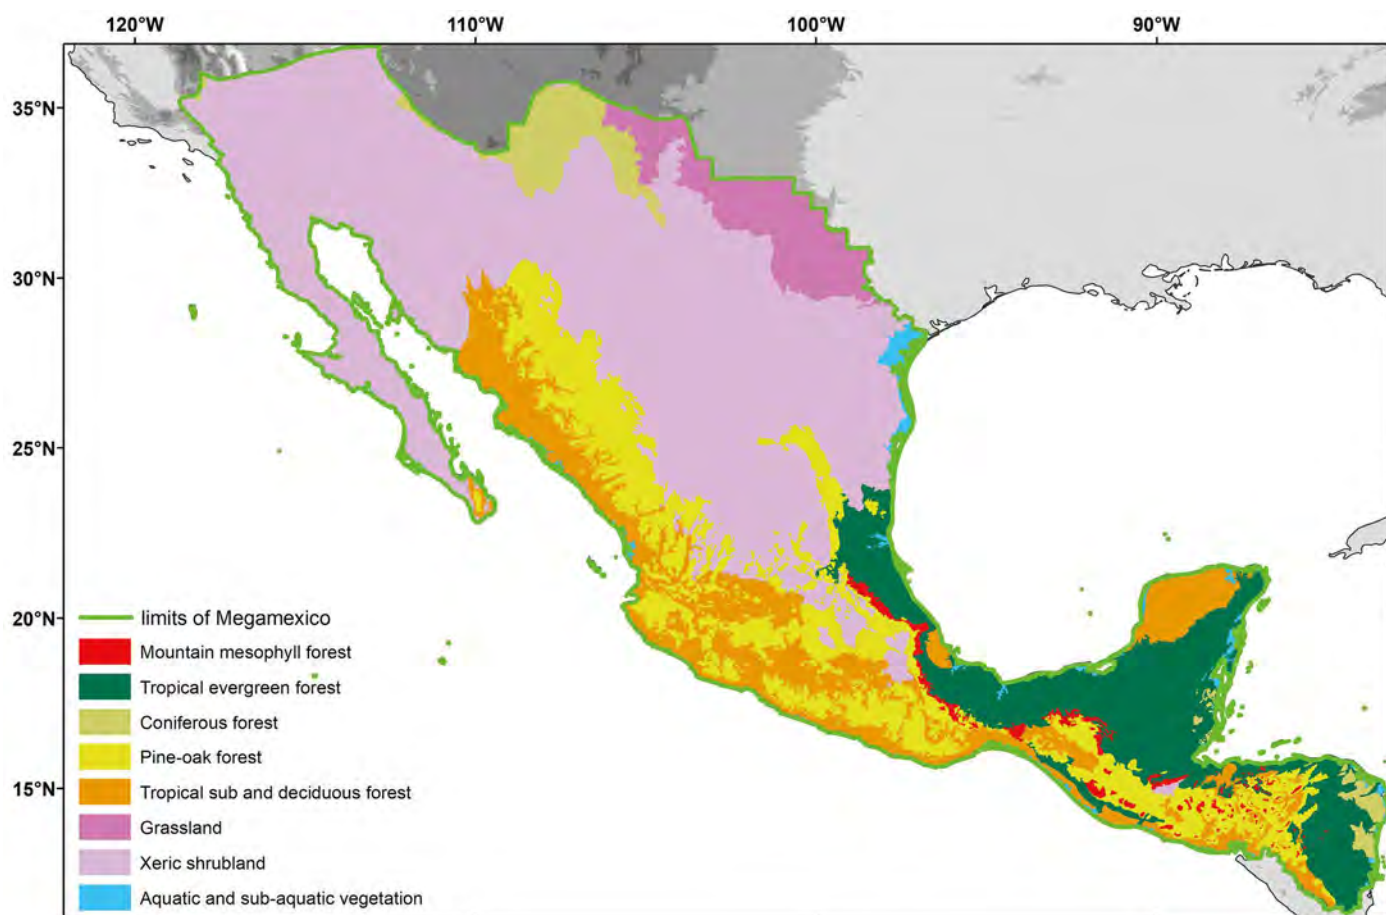 120°W 110°W 100°W 90°W
35°N
30°N
25°N
20°N
15°N
limits of Megamexico
Mountain mesophyll forest
Tropical evergreen forest
Coniferous forest
Pine-oak forest
Tropical sub and deciduous forest
Grassland
Xeric shrubland
Aquatic and sub-aquatic vegetation